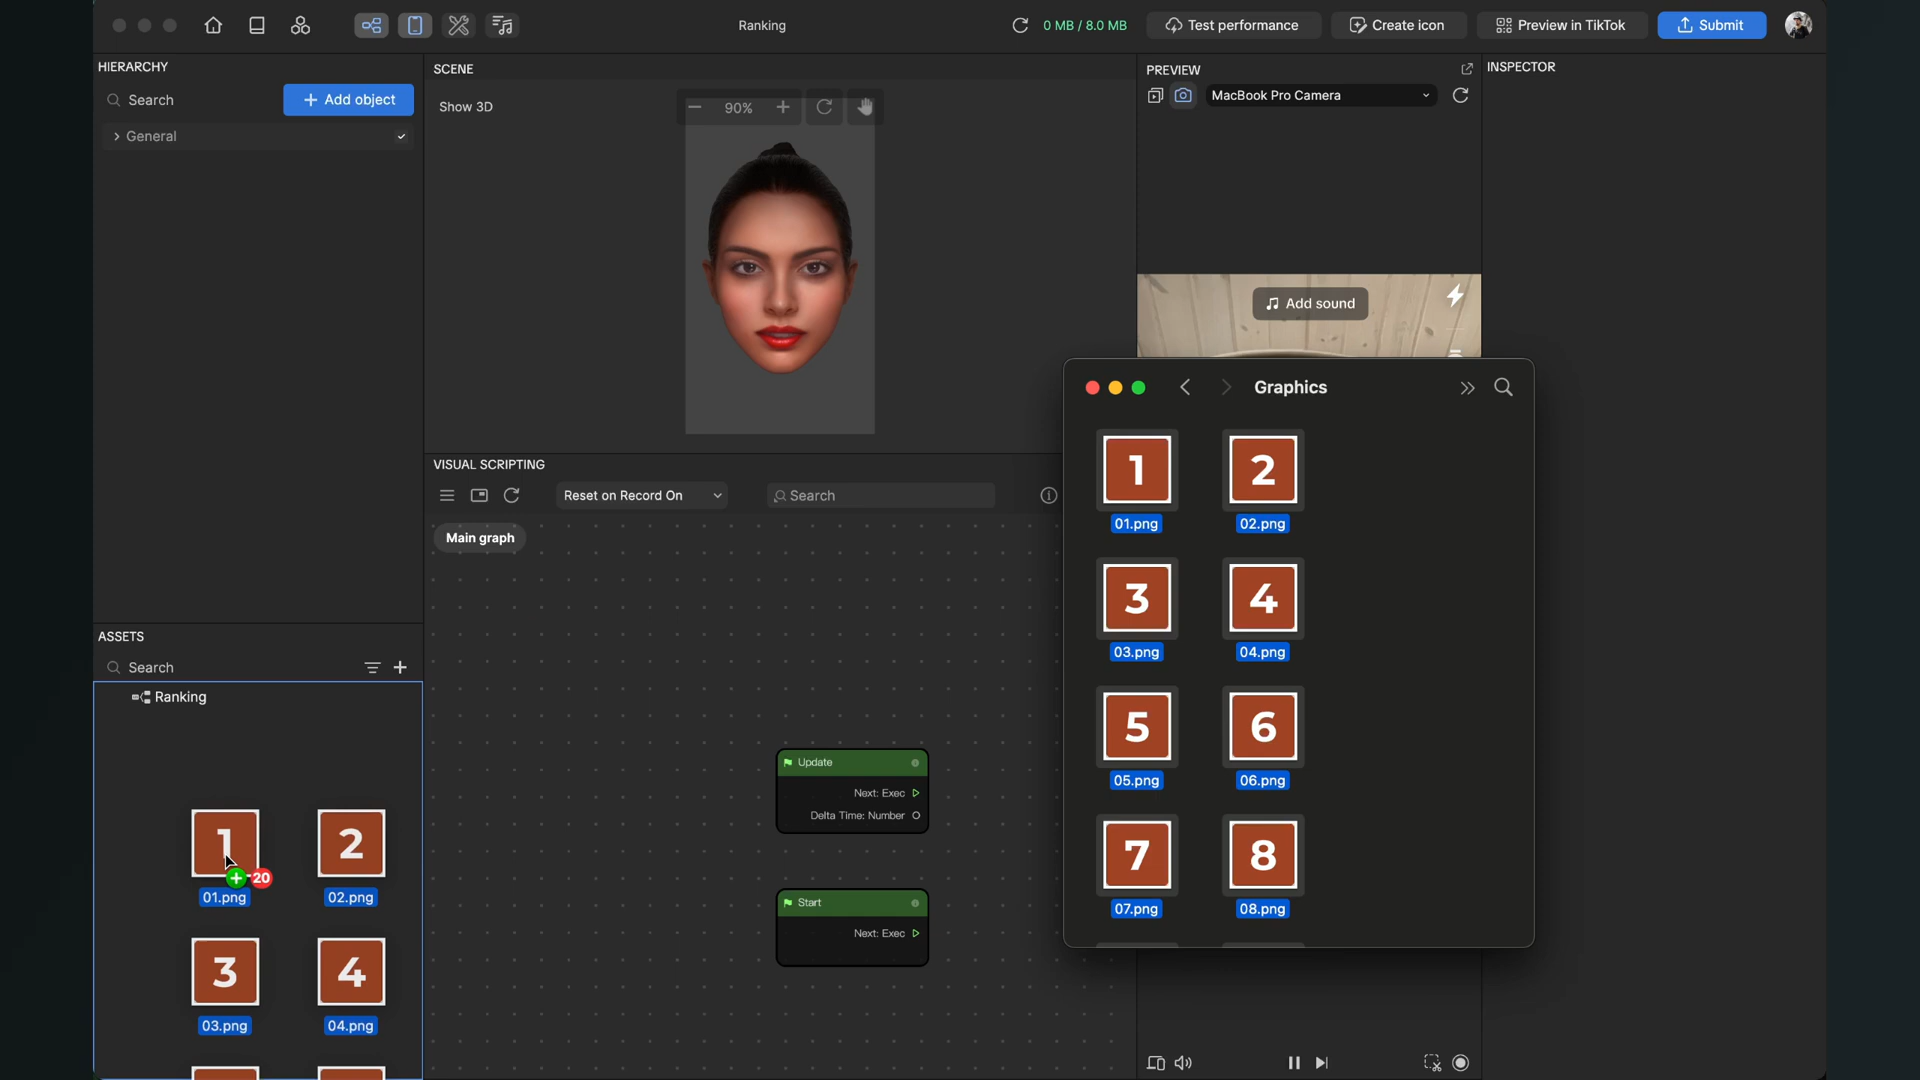 Ranking
0 MB / 8.0 MB
Test performance
Create icon
Preview in TikTok
Submit
HIERARCHY
Search
Add object
General
SCENE
Show 3D
90%
PREVIEW
MacBook Pro Camera
INSPECTOR
Add sound
VISUAL SCRIPTING
Reset on Record On
Search
Main graph
Update
Next: Exec
Delta Time: Number
Start
Next: Exec
ASSETS
Search
Ranking
1
2
20
01.png
02.png
3
4
03.png
04.png
Graphics
1
2
01.png
02.png
3
4
03.png
04.png
5
6
05.png
06.png
7
8
07.png
08.png